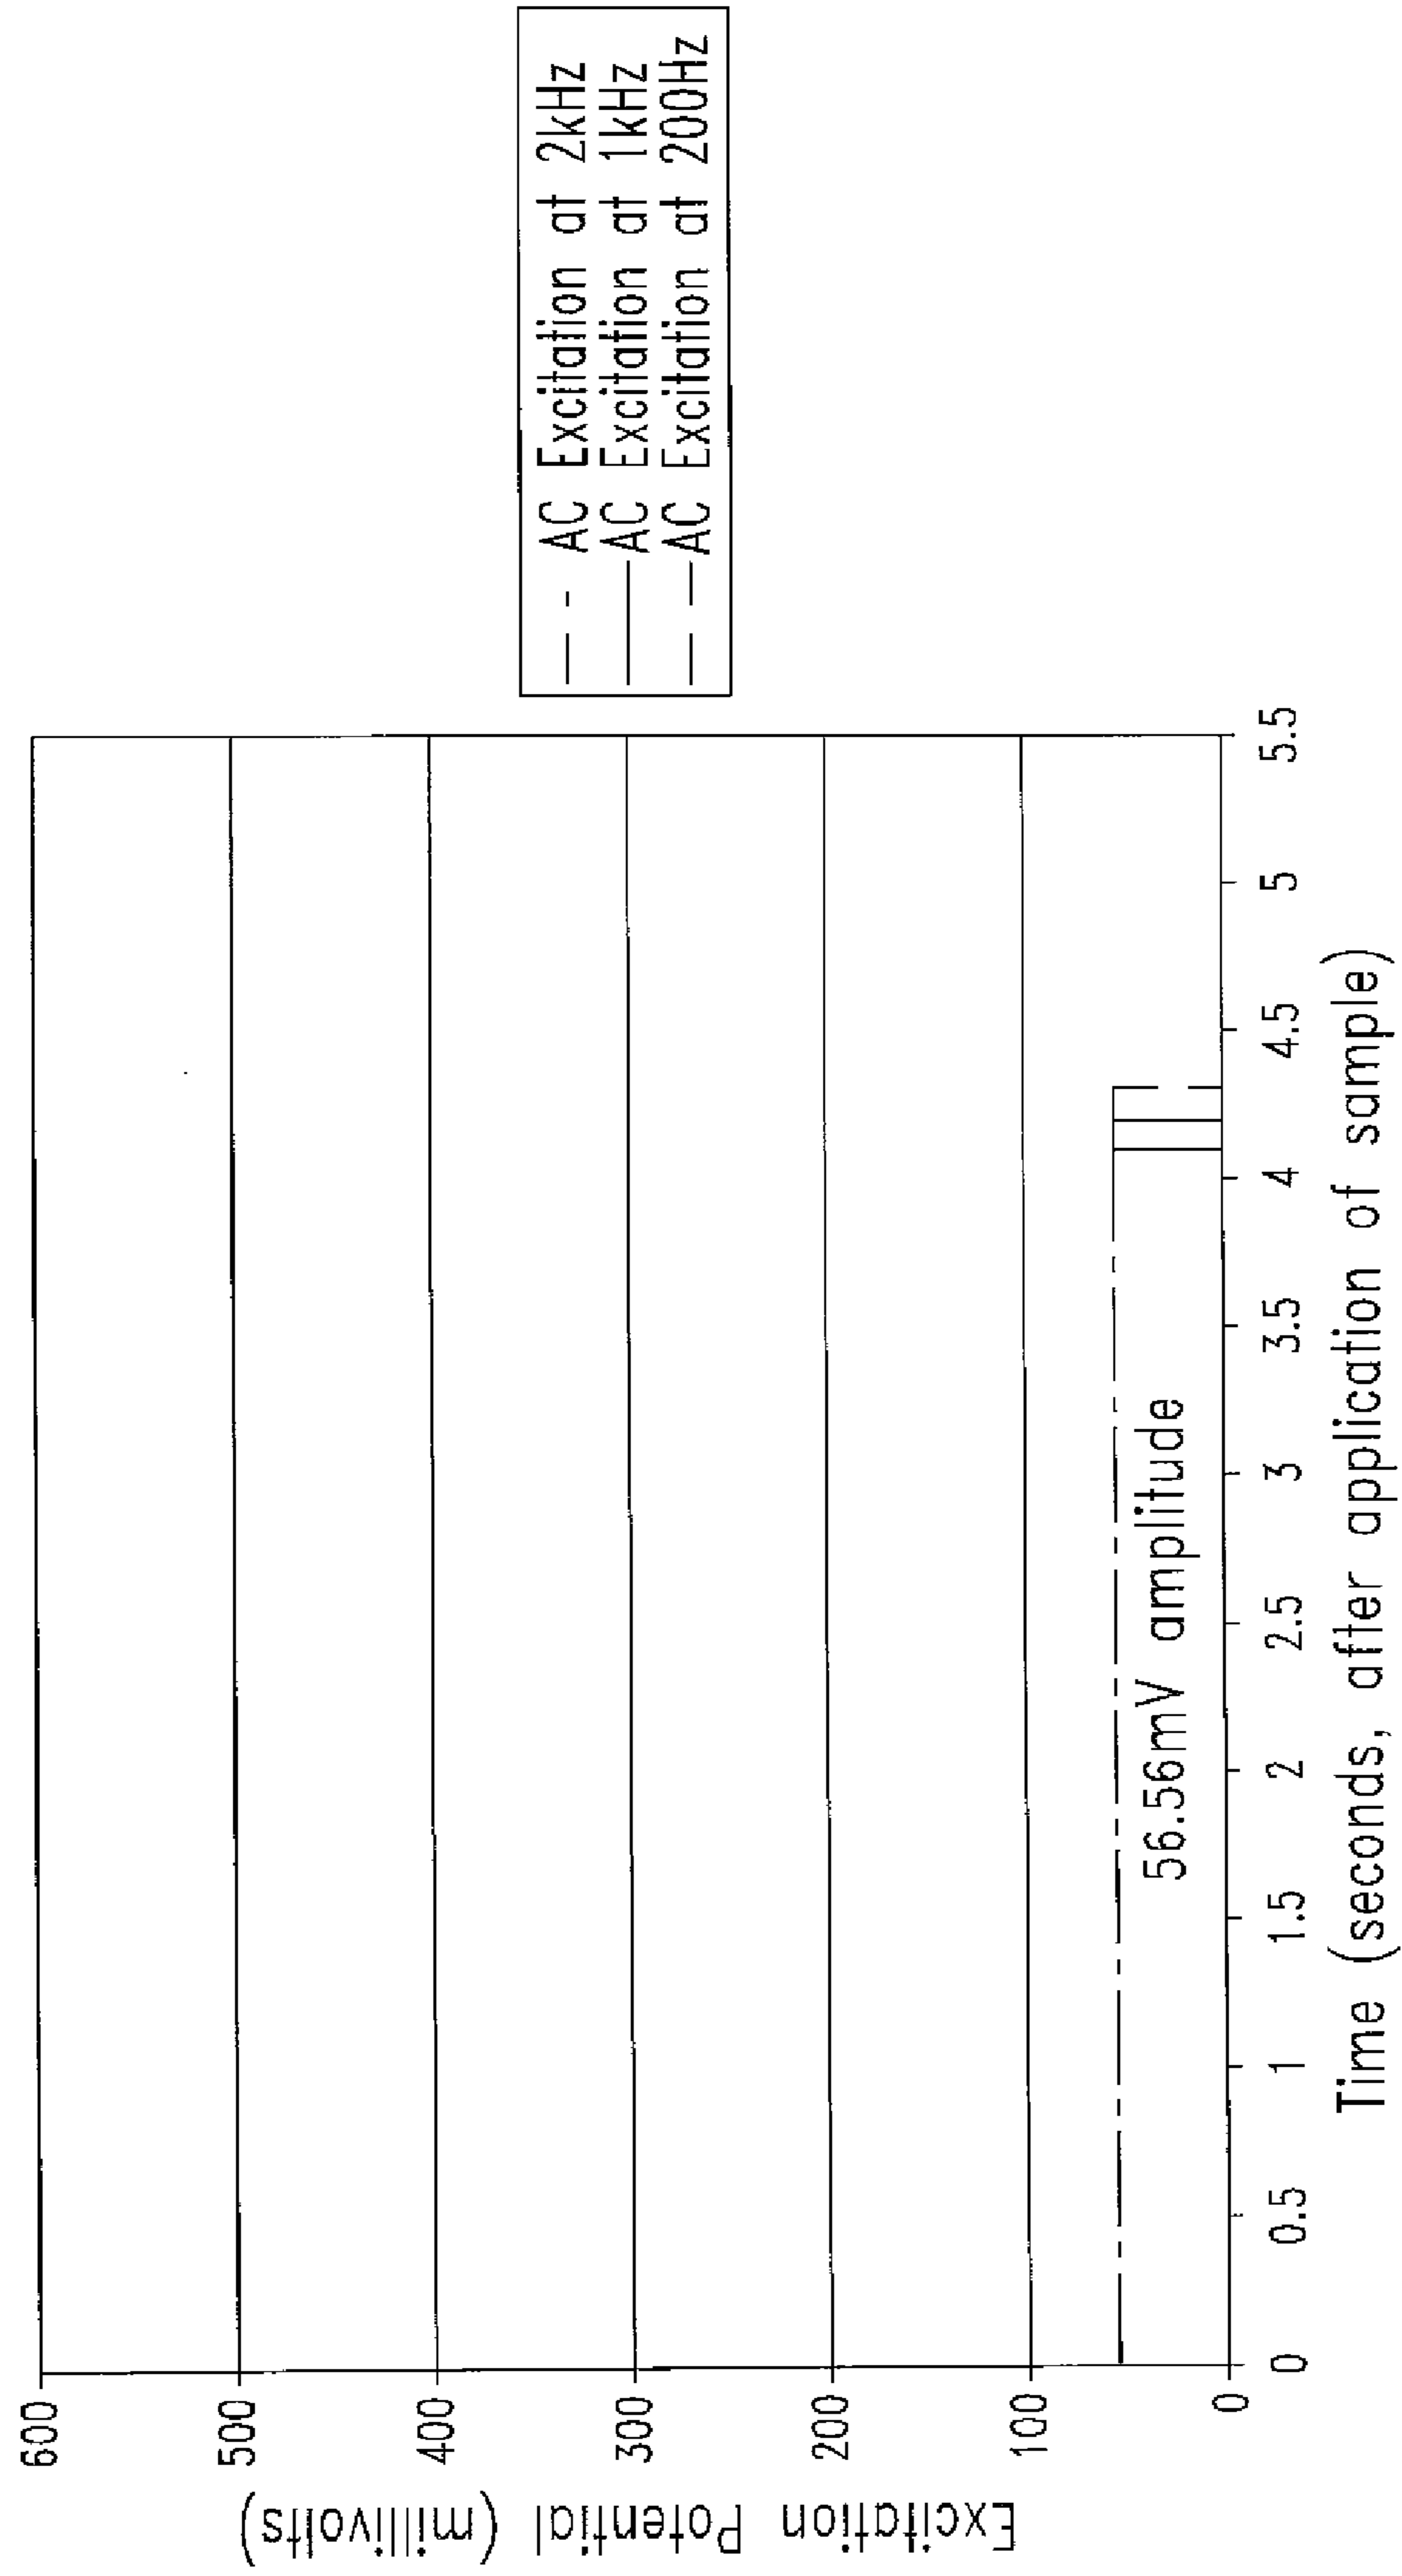 Excitation Potential (millivolts)
600
500
400
300
200
100
0
56.56mV amplitude
0 0.5 1 1.5 2 2.5 3 3.5 4 4.5 5 5.5
Time (seconds, after application of sample)
AC Excitation at 2kHz
AC Excitation at 1kHz
AC Excitation at 200Hz